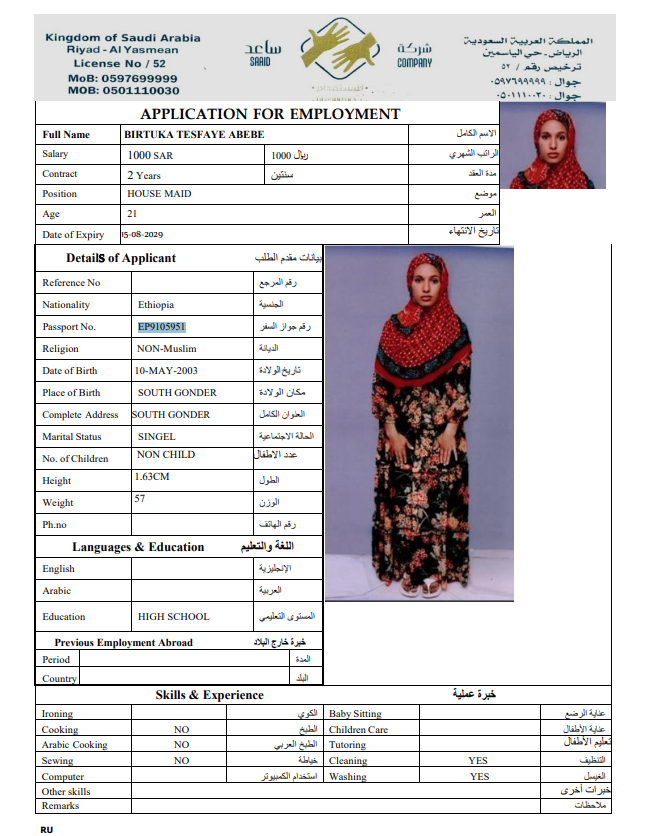 Kingdom of Saudi Arabia
Riyad - Al Yasmean
License No / 52
MoB: 0597699999
MOB: 0501110030
ساعد
SAAID
شركة
COMPANY
للاستقدام
المملكة العربية السعودية
الرياض - حي الياسمين
ترخيص رقم / ٥٢
جوال : ٠٥٩٧٦٩٩٩٩٩
جوال : ٠٥٠١١١٠٠٣٠
APPLICATION FOR EMPLOYMENT
Full Name BIRTUKA TESFAYE ABEBE الاسم الكامل
Salary 1000 SAR 1000 ريال الراتب الشهري
Contract 2 Years سنتين مدة العقد
Position HOUSE MAID موضع
Age 21 العمر
Date of Expiry 15-08-2029 تاريخ الانتهاء
Details of Applicant بيانات مقدم الطلب
Reference No رقم المرجع
Nationality Ethiopia الجنسية
Passport No. EP9105951 رقم جواز السفر
Religion NON-Muslim الديانة
Date of Birth 10-MAY-2003 تاريخ الولادة
Place of Birth SOUTH GONDER مكان الولادة
Complete Address SOUTH GONDER العنوان الكامل
Marital Status SINGEL الحالة الاجتماعية
No. of Children NON CHILD عدد الاطفال
Height 1.63CM الطول
Weight 57 الوزن
Ph.no رقم الهاتف
Languages & Education اللغة والتعليم
English الإنجليزية
Arabic العربية
Education HIGH SCHOOL المستوى التعليمي
Previous Employment Abroad خبرة خارج البلاد
Period المدة
Country البلد
Skills & Experience خبرة عملية
Ironing الكوي Baby Sitting عناية الرضع
Cooking NO الطبخ Children Care عناية الأطفال
Arabic Cooking NO الطبخ العربي Tutoring تعليم الأطفال
Sewing NO خياطة Cleaning YES التنظيف
Computer استخدام الكمبيوتر Washing YES الغسيل
Other skills خبرات أخرى
Remarks ملاحظات
RU